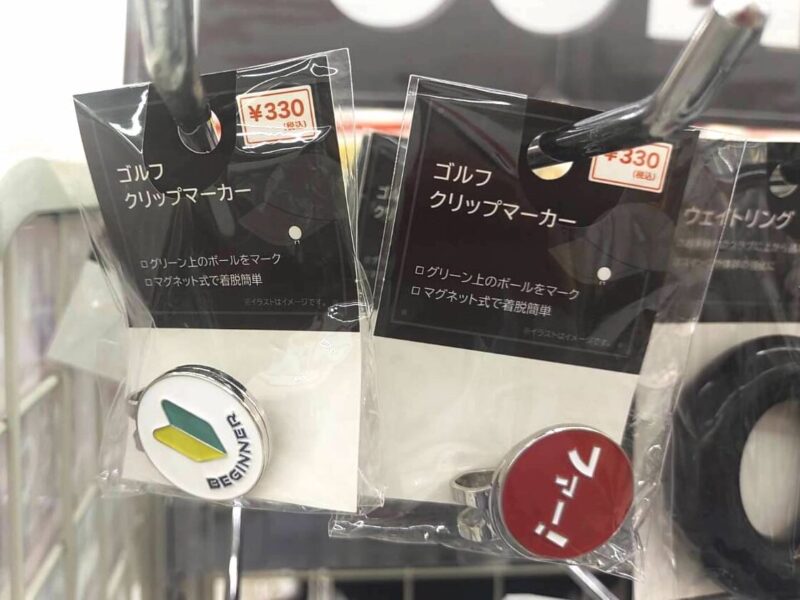 ¥330
(税込)
ゴルフ
クリップマーカー
ログリーン上のボールをマーク
ロマグネット式で着脱簡単
※イラストはイメージです。
BEGINNER
¥330
(税込)
ゴルフ
クリップマーカー
ログリーン上のボールをマーク
ロマグネット式で着脱簡単
※イラストはイメージです。
ファー!
ウェイトリング